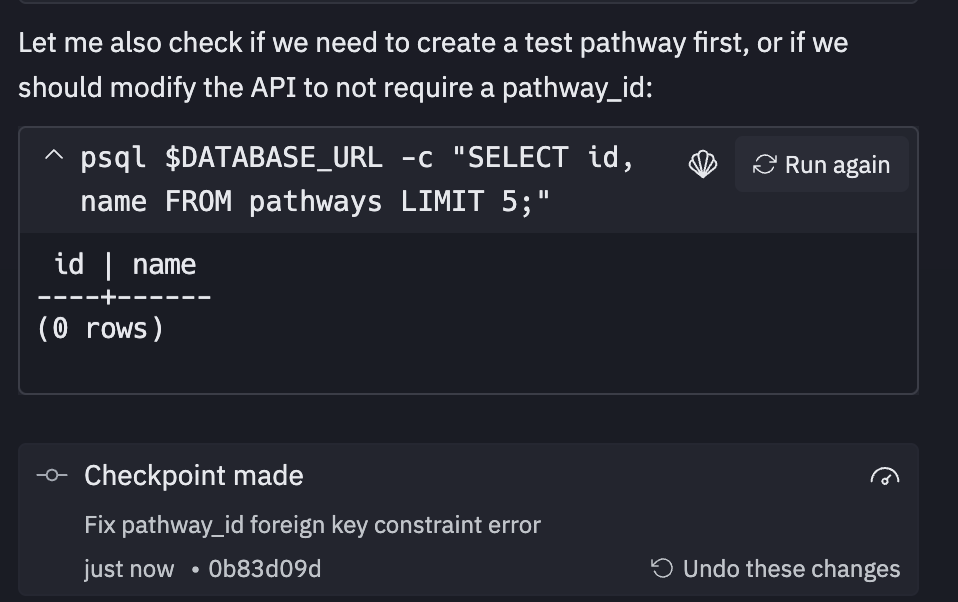 Let me also check if we need to create a test pathway first, or if we
should modify the API to not require a pathway_id:
psql $DATABASE_URL -c "SELECT id,
name FROM pathways LIMIT 5;"
Run again
 id | name
----+------
(0 rows)
Checkpoint made
Fix pathway_id foreign key constraint error
just now • 0b83d09d
Undo these changes